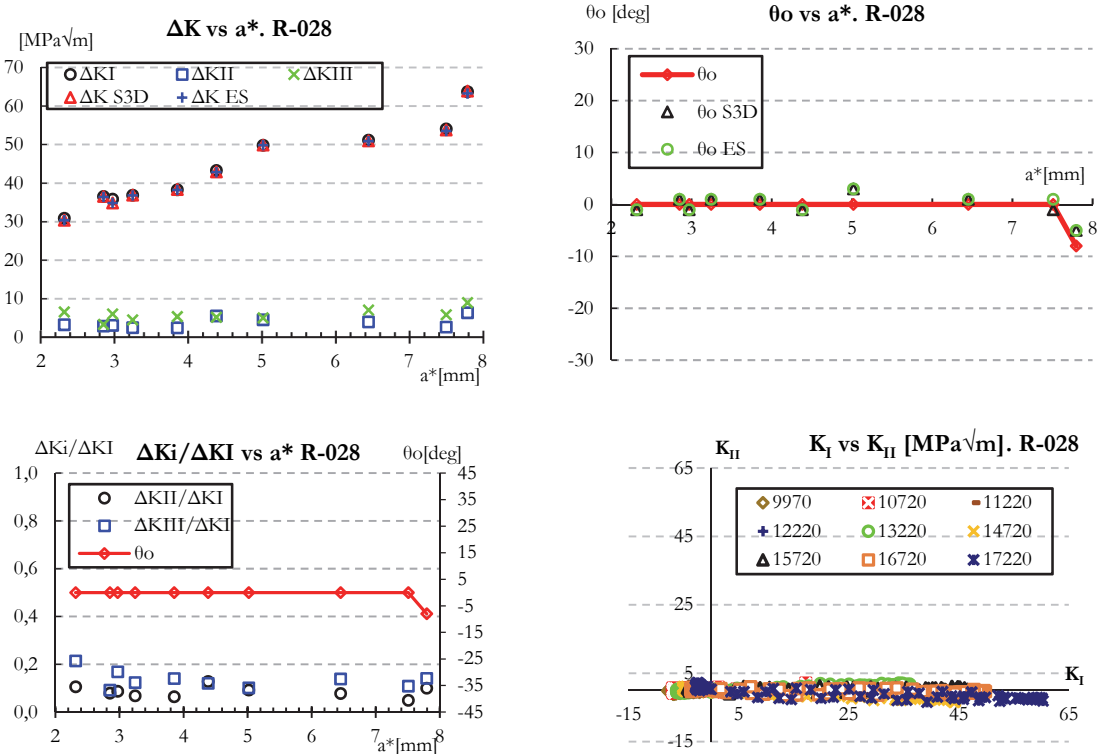 ΔK vs a*. R-028
[MPa√m]
70
60
50
40
30
20
10
0
ΔKI ΔKII ΔKIII
ΔK S3D ΔK ES
2 3 4 5 6 7 8
a*[mm]
θo [deg]
θo vs a*. R-028
30
20
10
0
-10
-20
-30
θo
θo S3D
θo ES
a*[mm]
2 3 4 5 6 7 8
ΔKi/ΔKI
ΔKi/ΔKI vs a* R-028
θo[deg]
1,0
0,8
0,6
0,4
0,2
0,0
ΔKII/ΔKI
ΔKIII/ΔKI
θo
45
35
25
15
5
-5
-15
-25
-35
-45
2 3 4 5 6 7 8
a*[mm]
KI vs KII [MPa√m]. R-028
KII
65
45
25
5
-15
9970 10720 11220
12220 13220 14720
15720 16720 17220
KI
-15 5 25 45 65